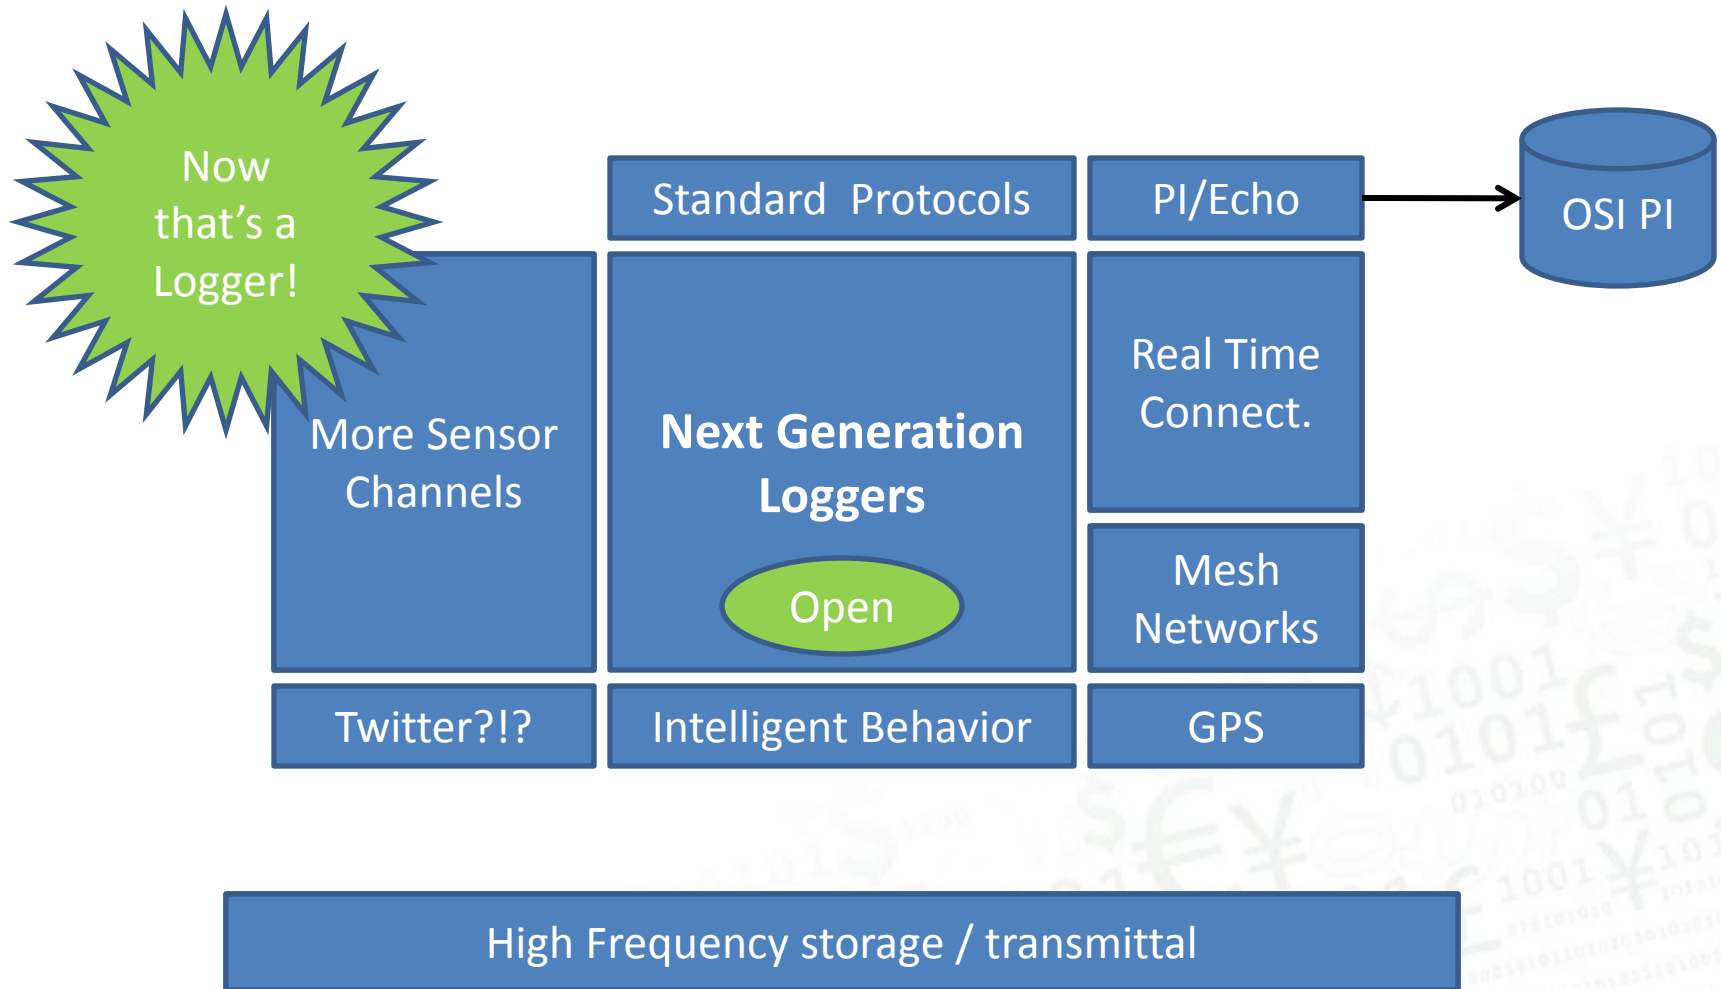 Now
that's a
Logger!
Standard  Protocols
PI/Echo
OSI PI
More Sensor
Channels
Next Generation
Loggers
Open
Real Time
Connect.
Mesh
Networks
Twitter?!?
Intelligent Behavior
GPS
High Frequency storage / transmittal